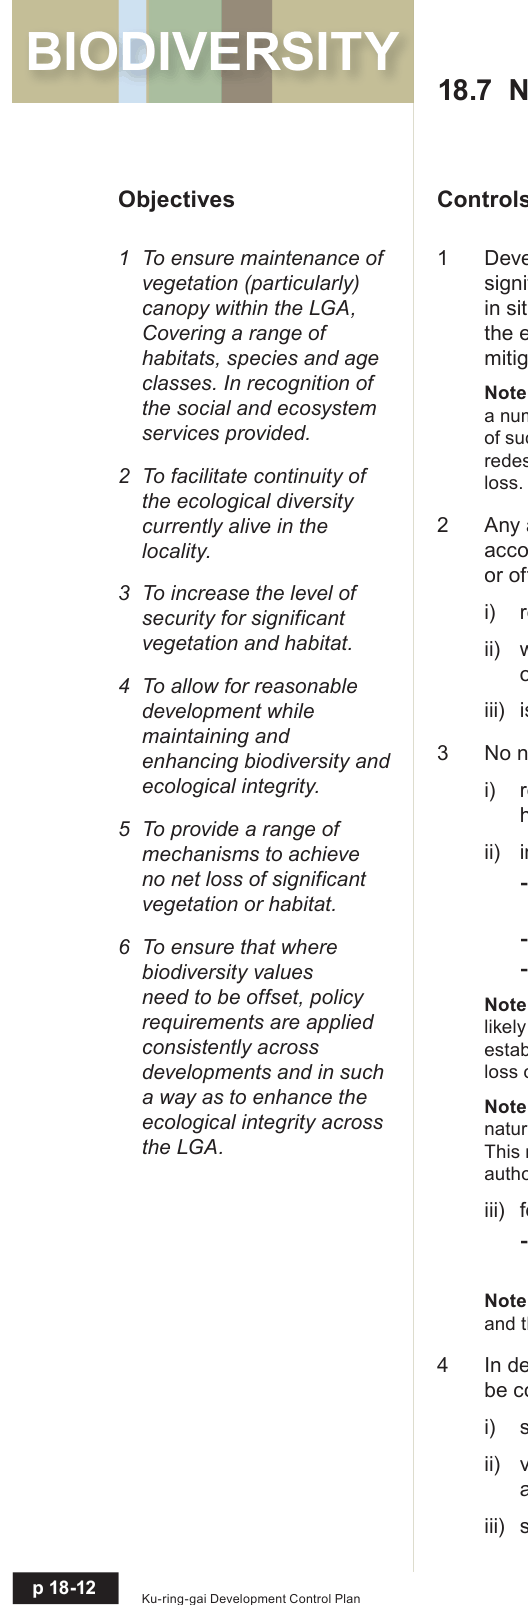 BIODIVERSITY
18.7 N
Objectives
1 To ensure maintenance of
vegetation (particularly)
canopy within the LGA,
Covering a range of
habitats, species and age
classes. In recognition of
the social and ecosystem
services provided.
2 To facilitate continuity of
the ecological diversity
currently alive in the
locality.
3 To increase the level of
security for significant
vegetation and habitat.
4 To allow for reasonable
development while
maintaining and
enhancing biodiversity and
ecological integrity.
5 To provide a range of
mechanisms to achieve
no net loss of significant
vegetation or habitat.
6 To ensure that where
biodiversity values
need to be offset, policy
requirements are applied
consistently across
developments and in such
a way as to enhance the
ecological integrity across
the LGA.
Controls
1 Deve
signi
in sit
the e
mitig
Note
a num
of suc
redes
loss.
2 Any
acco
or of
i) r
ii)
iii) is
3 No n
i) r
h
ii) i
-
-
-
Note
likely
estab
loss
Note
natur
This
autho
iii) f
-
Note
and t
4 In de
be co
i) s
ii) v
a
iii) s
p 18-12
Ku-ring-gai Development Control Plan